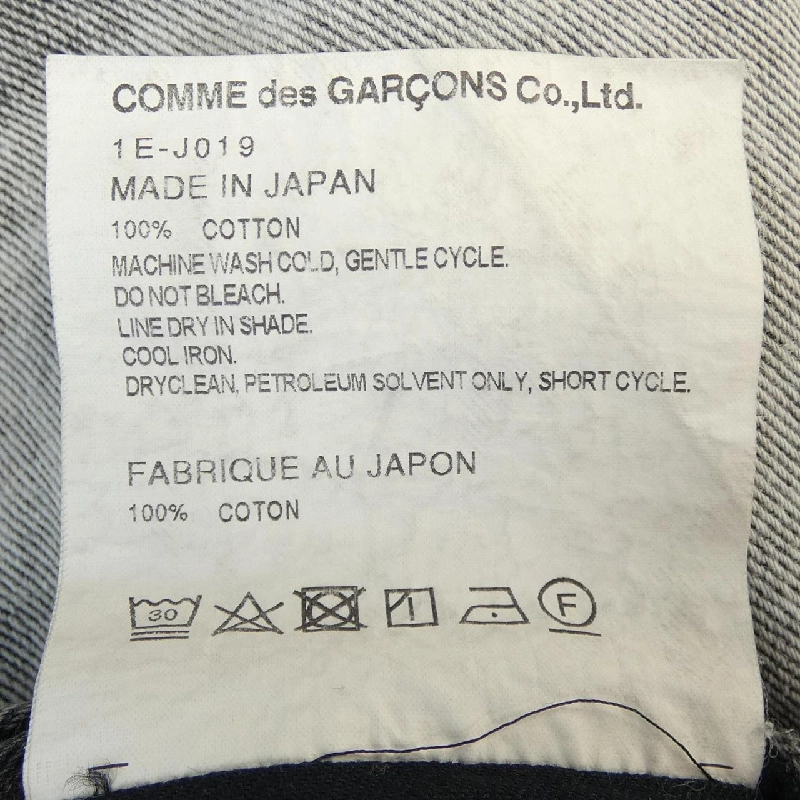 COMME des GARÇONS Co.,Ltd.
1E-J019
MADE IN JAPAN
100% COTTON
MACHINE WASH COLD, GENTLE CYCLE.
DO NOT BLEACH.
LINE DRY IN SHADE.
COOL IRON.
DRYCLEAN, PETROLEUM SOLVENT ONLY, SHORT CYCLE.
FABRIQUE AU JAPON
100% COTON
30 F